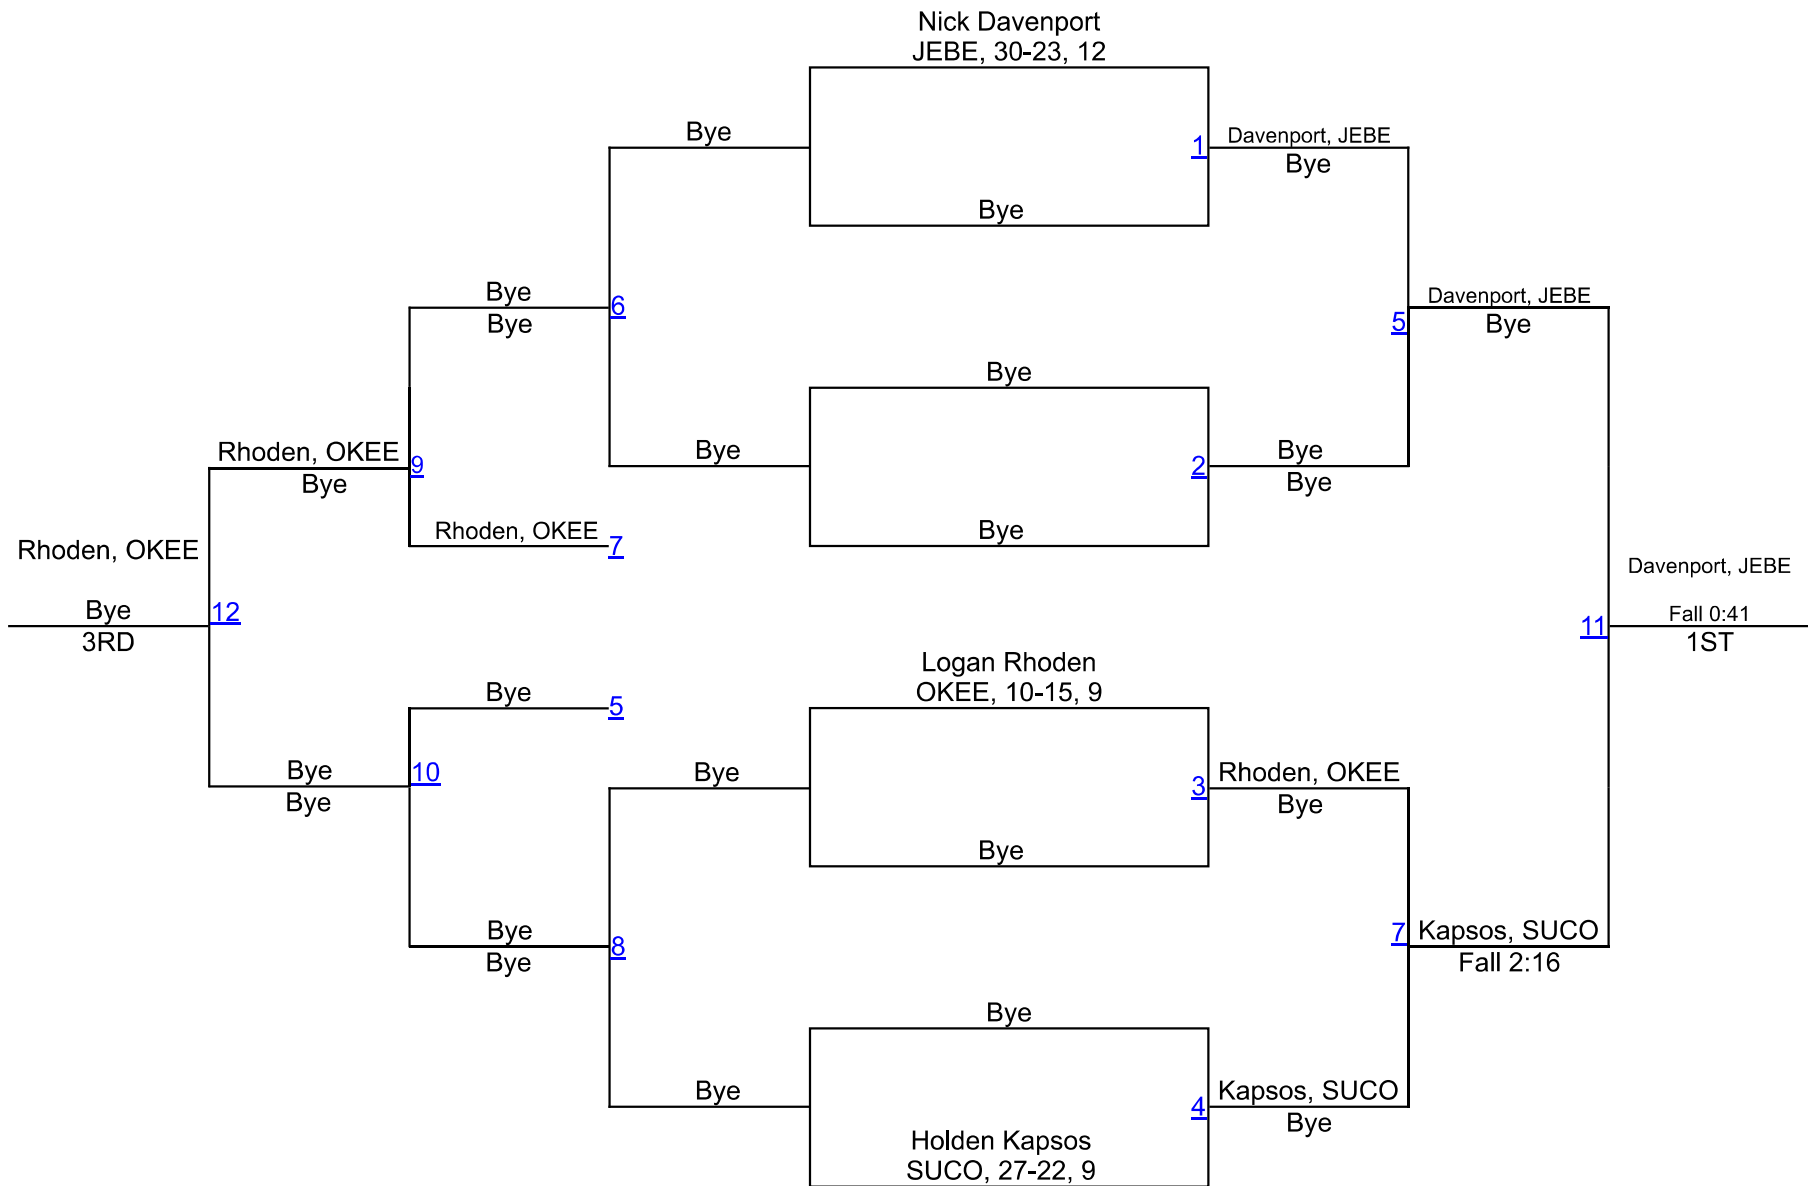 Nick Davenport
JEBE, 30-23, 12
Bye
1
Davenport, JEBE
Bye
Bye
Bye
Bye
6
Davenport, JEBE
Bye
5
Bye
Rhoden, OKEE
Bye
9
Bye
2
Bye
Bye
Rhoden, OKEE
7
Bye
Rhoden, OKEE
Bye
3RD
12
Davenport, JEBE
Fall 0:41
1ST
11
Logan Rhoden
OKEE, 10-15, 9
Bye
5
Bye
Bye
10
Bye
3
Rhoden, OKEE
Bye
Bye
Bye
Bye
8
7
Kapsos, SUCO
Fall 2:16
Bye
Bye
4
Kapsos, SUCO
Bye
Holden Kapsos
SUCO, 27-22, 9